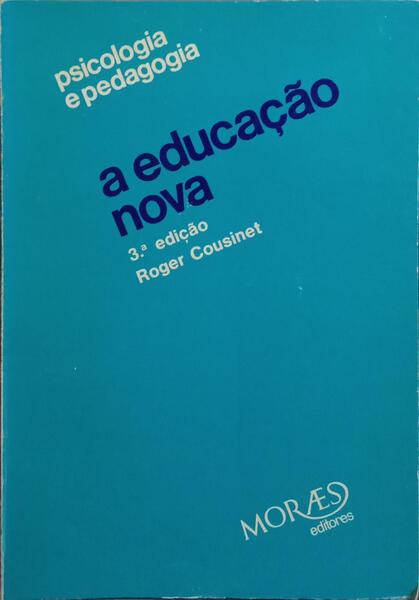 psicologia
e pedagogia
a educação
nova
3.ª edição
Roger Cousinet
MORÆS
editores